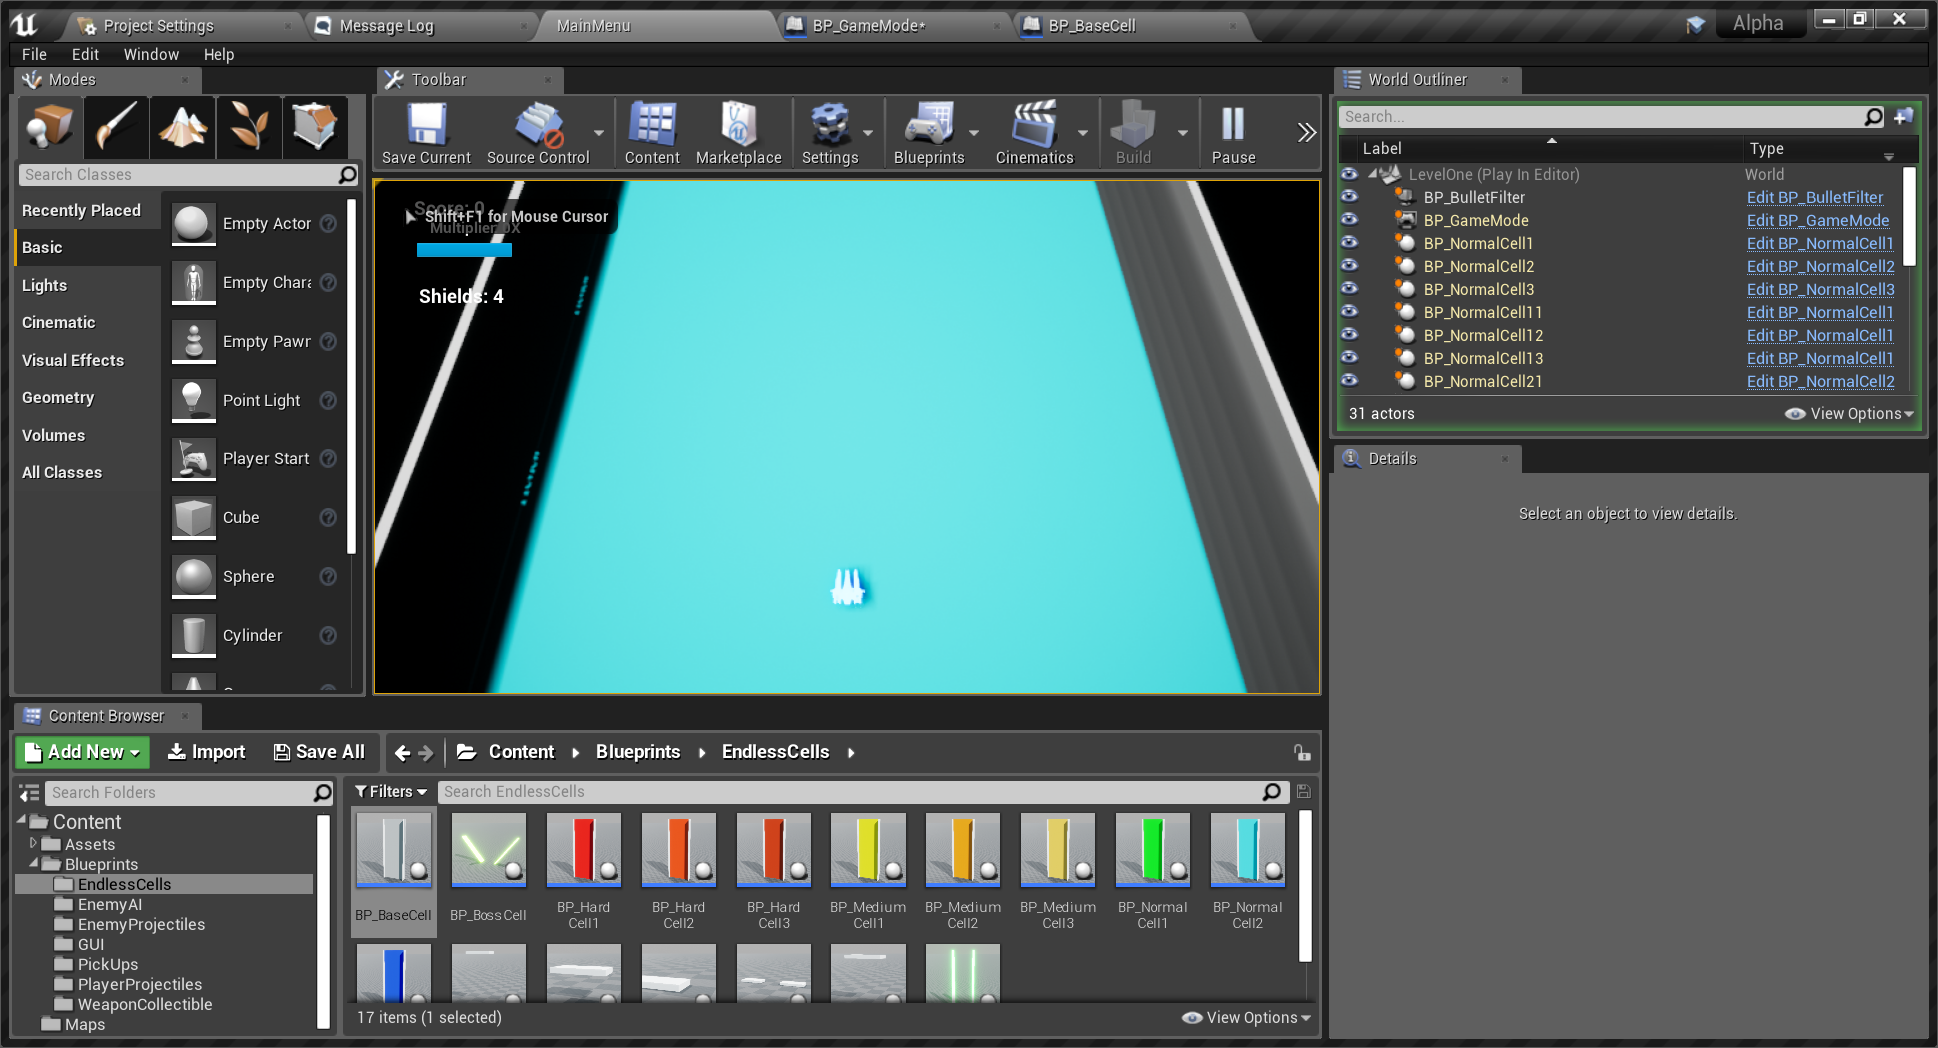 Project Settings
Message Log
MainMenu
BP_GameMode*
BP_BaseCell
Alpha
File Edit Window Help
Modes
Search Classes
Recently Placed
Basic
Lights
Cinematic
Visual Effects
Geometry
Volumes
All Classes
Empty Actor
Empty Chara
Empty Pawn
Point Light
Player Start
Cube
Sphere
Cylinder
Toolbar
Save Current
Source Control
Content
Marketplace
Settings
Blueprints
Cinematics
Build
Pause
Score: 0
Shift+F1 for Mouse Cursor
Multiplier: 0X
Shields: 4
World Outliner
Search...
Label Type
LevelOne (Play In Editor) World
BP_BulletFilter Edit BP_BulletFilter
BP_GameMode Edit BP_GameMode
BP_NormalCell1 Edit BP_NormalCell1
BP_NormalCell2 Edit BP_NormalCell2
BP_NormalCell3 Edit BP_NormalCell3
BP_NormalCell11 Edit BP_NormalCell1
BP_NormalCell12 Edit BP_NormalCell1
BP_NormalCell13 Edit BP_NormalCell1
BP_NormalCell21 Edit BP_NormalCell2
31 actors
View Options
Details
Select an object to view details.
Content Browser
Add New
Import
Save All
Content
Blueprints
EndlessCells
Search Folders
Content
Assets
Blueprints
EndlessCells
EnemyAI
EnemyProjectiles
GUI
PickUps
PlayerProjectiles
WeaponCollectible
Maps
Filters
Search EndlessCells
BP_BaseCell
BP_BossCell
BP_Hard
Cell1
BP_Hard
Cell2
BP_Hard
Cell3
BP_Medium
Cell1
BP_Medium
Cell2
BP_Medium
Cell3
BP_Normal
Cell1
BP_Normal
Cell2
17 items (1 selected)
View Options